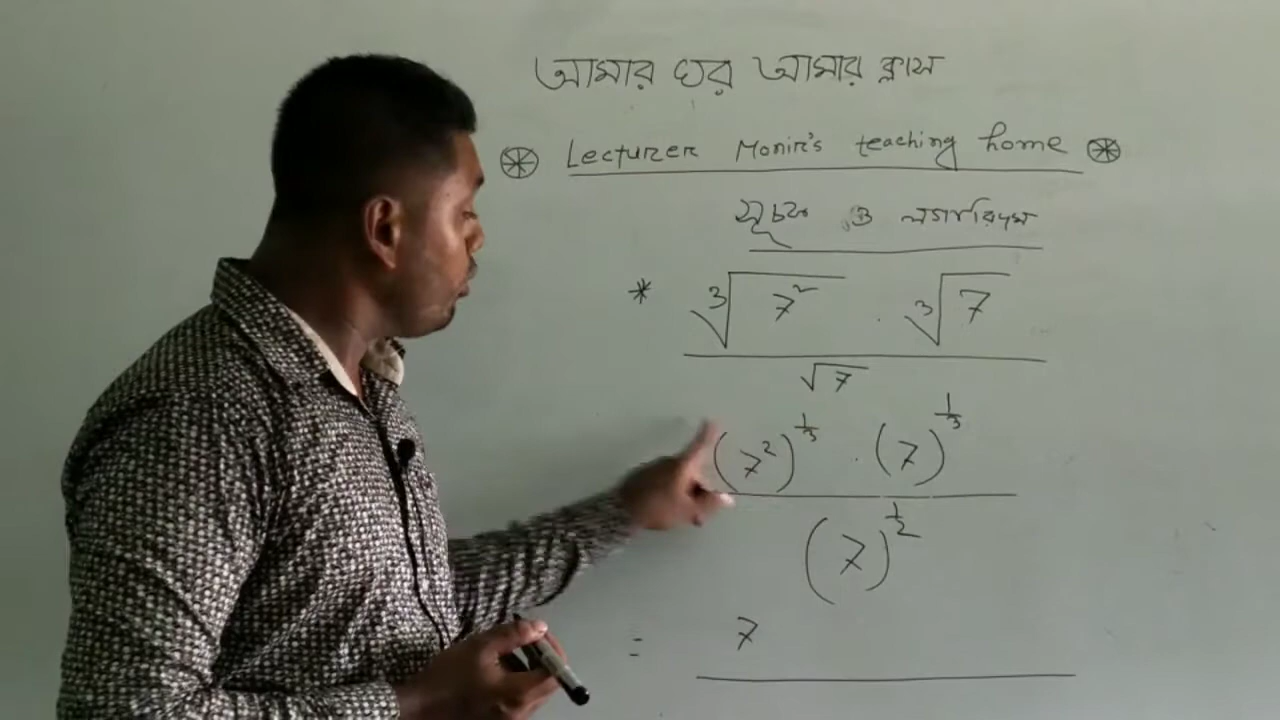 আমার ঘর আমার ক্লাস
Lecturer Monir's teaching home
সূচক ও লগারিদম
* ∛7² . ∛7
√7
(7²)^1/3 . (7)^1/3
(7)^1/2
= 7